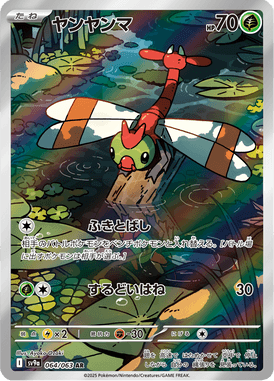 たね
ヤンヤンマ
HP70
ふきとばし
相手のバトルポケモンをベンチポケモンと入れ替える。[バトル場
に出すポケモンは相手が選ぶ。]
するどいはね 30
弱点 ×2 抵抗力 -30 にげる
Illus.
SV9a 064/063 AR
©2025 Pokémon/Nintendo/Creatures/GAME FREAK.